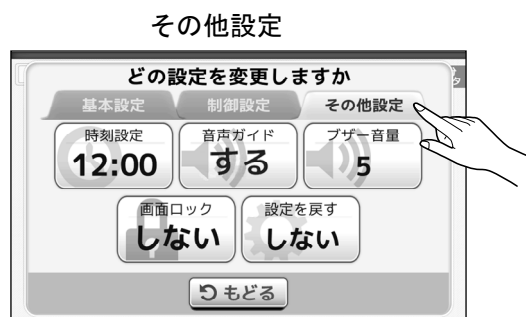 その他設定
どの設定を変更しますか
基本設定 制御設定 その他設定
時刻設定 音声ガイド ブザー音量
12:00 する 5
画面ロック 設定を戻す
しない しない
もどる